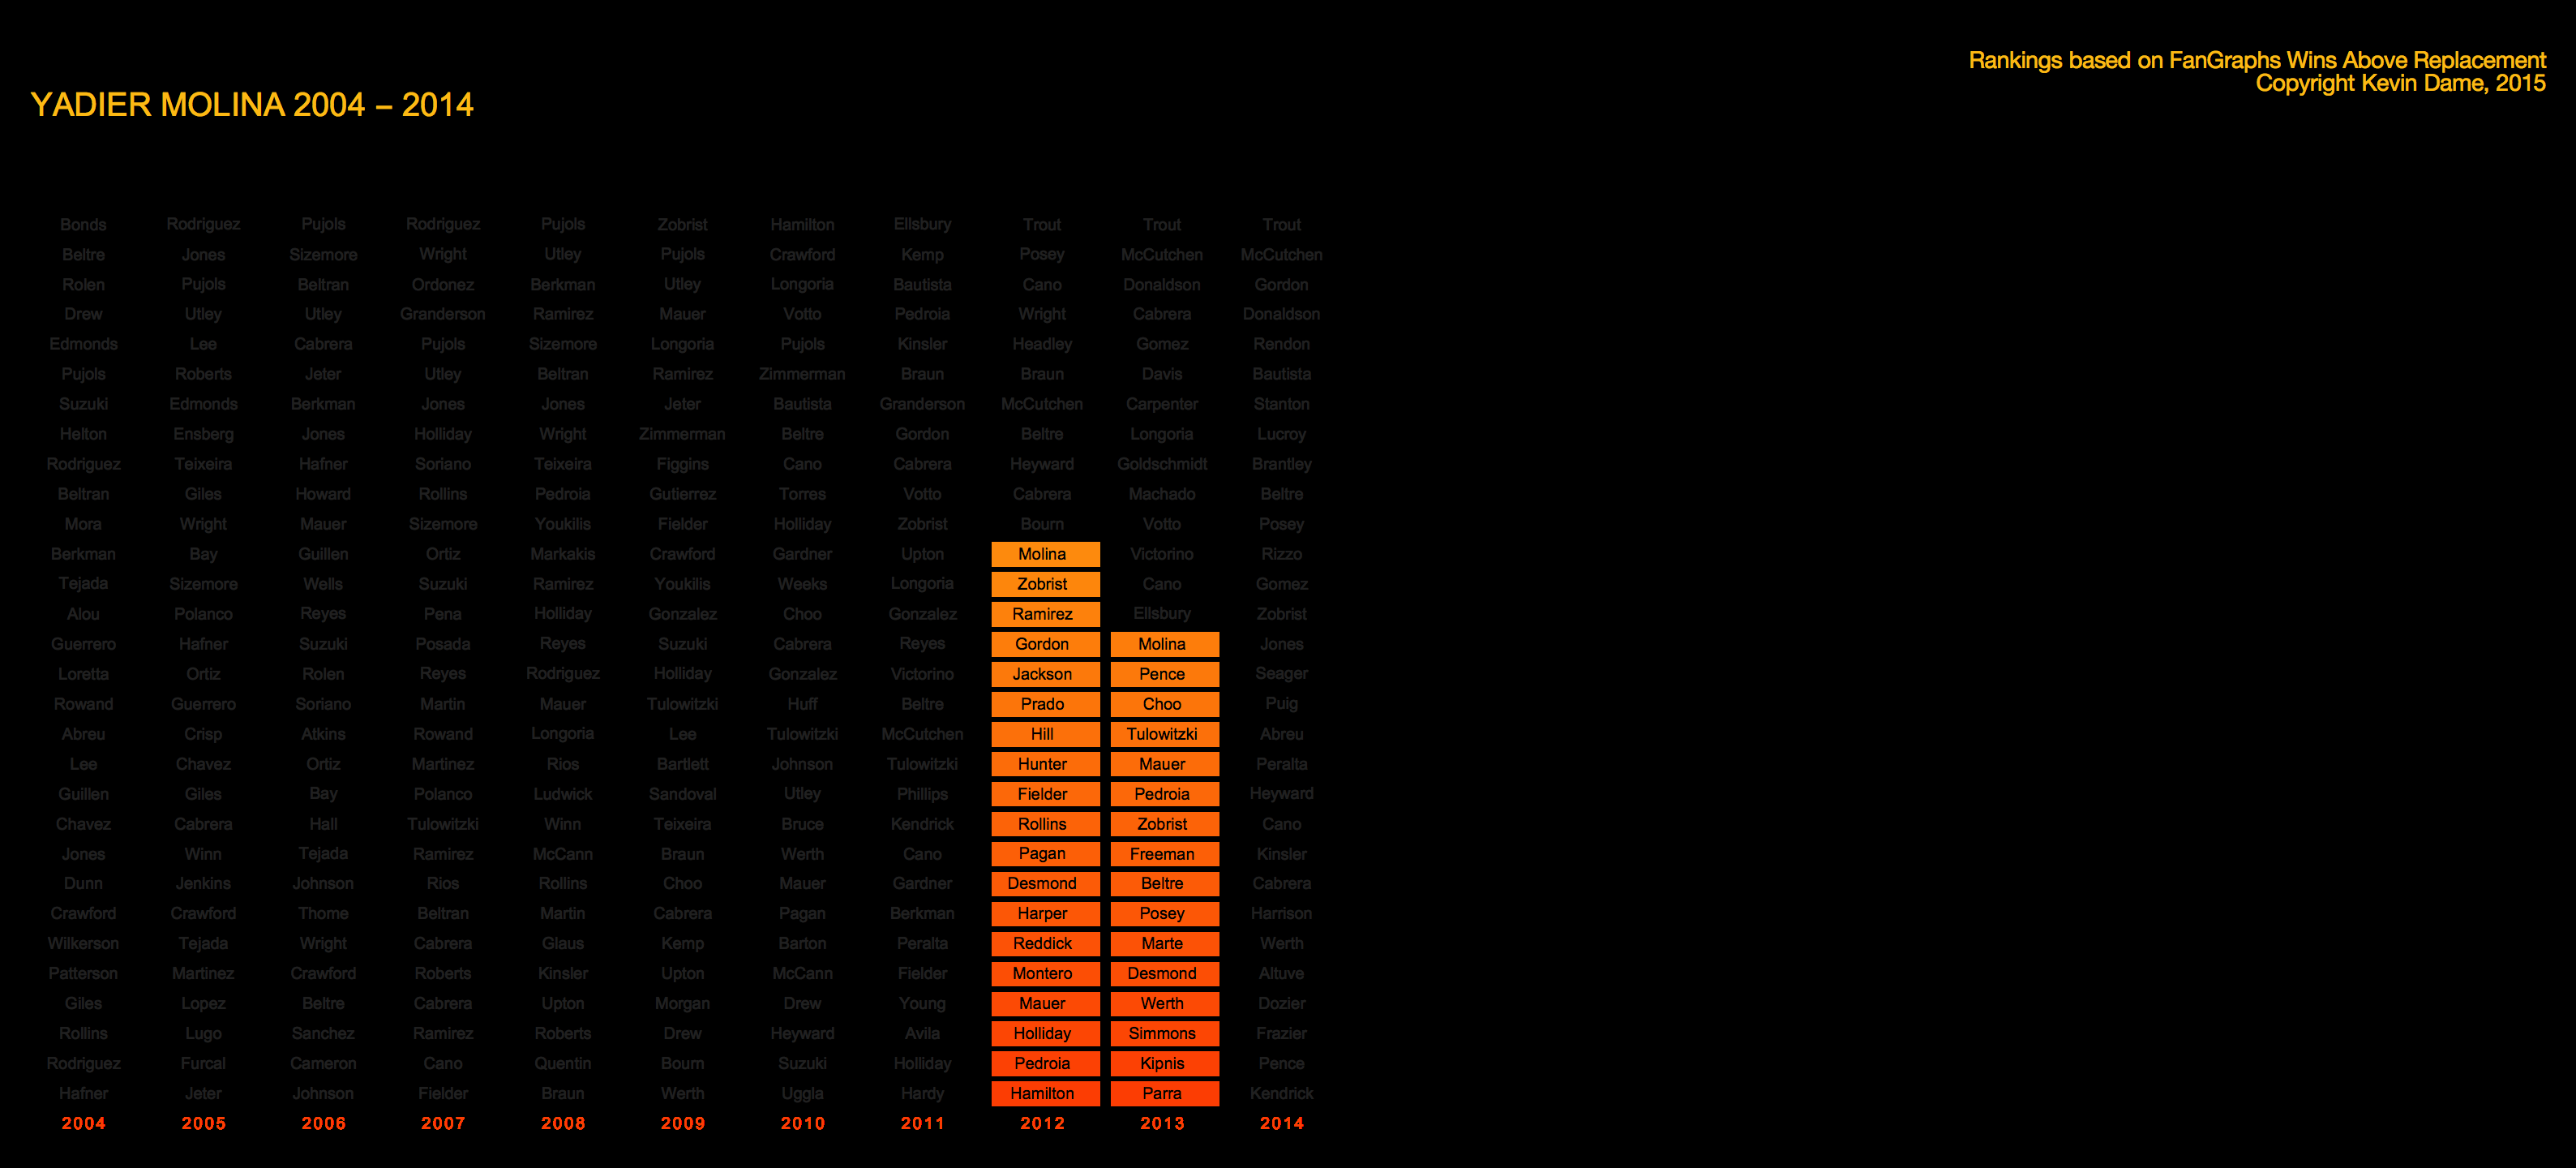 Rankings based on FanGraphs Wins Above Replacement
Copyright Kevin Dame, 2015
YADIER MOLINA 2004 – 2014
Bonds Rodriguez Pujols Rodriguez Pujols Zobrist Hamilton Ellsbury Trout Trout Trout
Beltre Jones Sizemore Wright Utley Pujols Crawford Kemp Posey McCutchen McCutchen
Rolen Pujols Beltran Ordonez Berkman Utley Longoria Bautista Cano Donaldson Gordon
Drew Utley Utley Granderson Ramirez Mauer Votto Pedroia Wright Cabrera Donaldson
Edmonds Lee Cabrera Pujols Sizemore Longoria Pujols Kinsler Headley Gomez Rendon
Pujols Roberts Jeter Utley Beltran Ramirez Zimmerman Braun Braun Davis Bautista
Suzuki Edmonds Berkman Jones Jones Jeter Bautista Granderson McCutchen Carpenter Stanton
Helton Ensberg Jones Holliday Wright Zimmerman Beltre Gordon Beltre Longoria Lucroy
Rodriguez Teixeira Hafner Soriano Teixeira Figgins Cano Cabrera Heyward Goldschmidt Brantley
Beltran Giles Howard Rollins Pedroia Gutierrez Torres Votto Cabrera Machado Beltre
Mora Wright Mauer Sizemore Youkilis Fielder Holliday Zobrist Bourn Votto Posey
Berkman Bay Guillen Ortiz Markakis Crawford Gardner Upton Molina Victorino Rizzo
Tejada Sizemore Wells Suzuki Ramirez Youkilis Weeks Longoria Zobrist Cano Gomez
Alou Polanco Reyes Pena Holliday Gonzalez Choo Gonzalez Ramirez Ellsbury Zobrist
Guerrero Hafner Suzuki Posada Reyes Suzuki Cabrera Reyes Gordon Molina Jones
Loretta Ortiz Rolen Reyes Rodriguez Holliday Gonzalez Victorino Jackson Pence Seager
Rowand Guerrero Soriano Martin Mauer Tulowitzki Huff Beltre Prado Choo Puig
Abreu Crisp Atkins Rowand Longoria Lee Tulowitzki McCutchen Hill Tulowitzki Abreu
Lee Chavez Ortiz Martinez Rios Bartlett Johnson Tulowitzki Hunter Mauer Peralta
Guillen Giles Bay Polanco Ludwick Sandoval Utley Phillips Fielder Pedroia Heyward
Chavez Cabrera Hall Tulowitzki Winn Teixeira Bruce Kendrick Rollins Zobrist Cano
Jones Winn Tejada Ramirez McCann Braun Werth Cano Pagan Freeman Kinsler
Dunn Jenkins Johnson Rios Rollins Choo Mauer Gardner Desmond Beltre Cabrera
Crawford Crawford Thome Beltran Martin Cabrera Pagan Berkman Harper Posey Harrison
Wilkerson Tejada Wright Cabrera Glaus Kemp Barton Peralta Reddick Marte Werth
Patterson Martinez Crawford Roberts Kinsler Upton McCann Fielder Montero Desmond Altuve
Giles Lopez Beltre Cabrera Upton Morgan Drew Young Mauer Werth Dozier
Rollins Lugo Sanchez Ramirez Roberts Drew Heyward Avila Holliday Simmons Frazier
Rodriguez Furcal Cameron Cano Quentin Bourn Suzuki Holliday Pedroia Kipnis Pence
Hafner Jeter Johnson Fielder Braun Werth Uggla Hardy Hamilton Parra Kendrick
2004 2005 2006 2007 2008 2009 2010 2011 2012 2013 2014